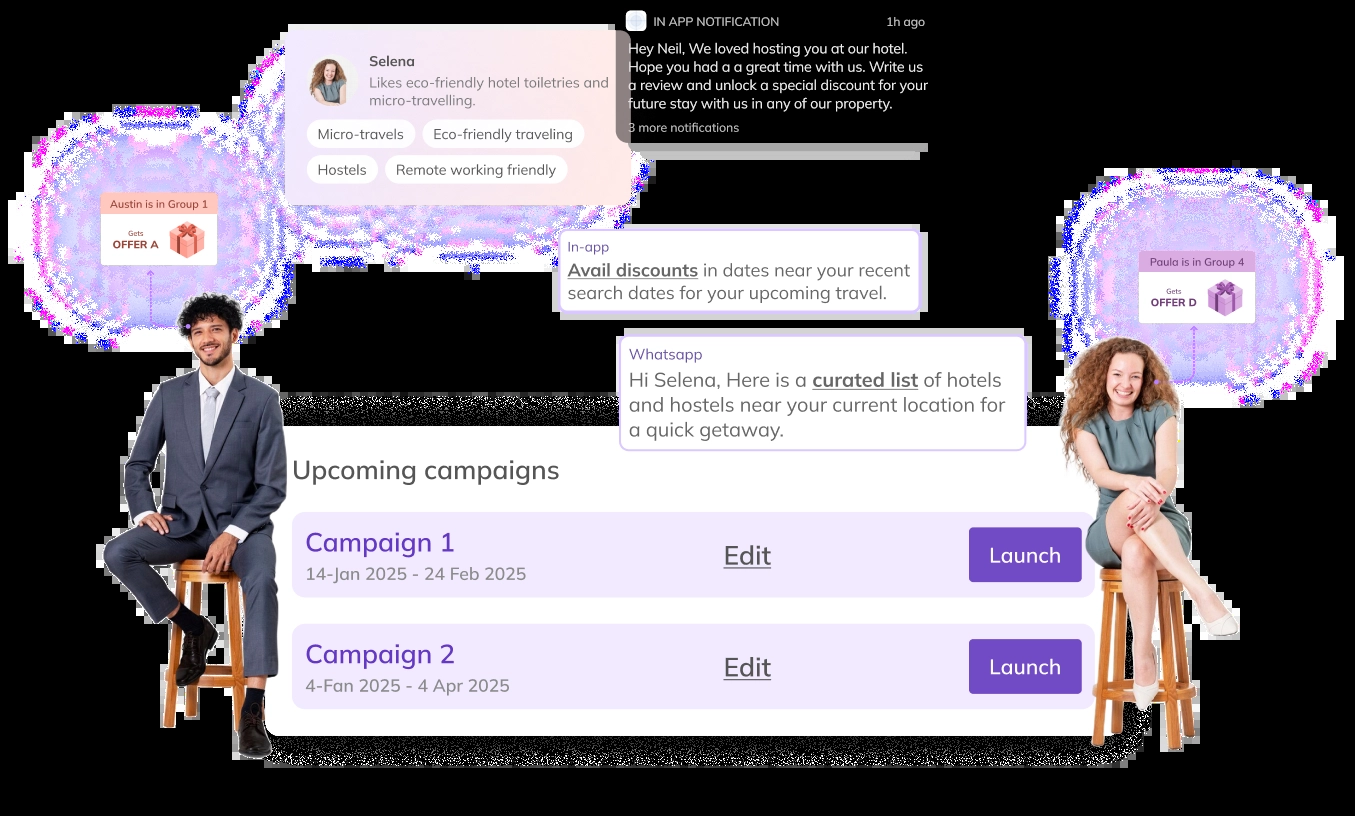 IN APP NOTIFICATION
1h ago
Hey Neil, We loved hosting you at our hotel.
Hope you had a a great time with us. Write us
a review and unlock a special discount for your
future stay with us in any of our property.
3 more notifications
Selena
Likes eco-friendly hotel toiletries and
micro-travelling.
Micro-travels
Eco-friendly traveling
Hostels
Remote working friendly
Austin is in Group 1
Gets
OFFER A
In-app
Avail discounts in dates near your recent
search dates for your upcoming travel.
Paula is in Group 4
Gets
OFFER D
Whatsapp
Hi Selena, Here is a curated list of hotels
and hostels near your current location for
a quick getaway.
Upcoming campaigns
Campaign 1
14-Jan 2025 - 24 Feb 2025
Edit
Launch
Campaign 2
4-Fan 2025 - 4 Apr 2025
Edit
Launch